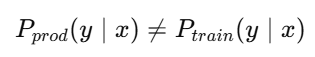 P_{prod}(y | x) ≠ P_{train}(y | x)